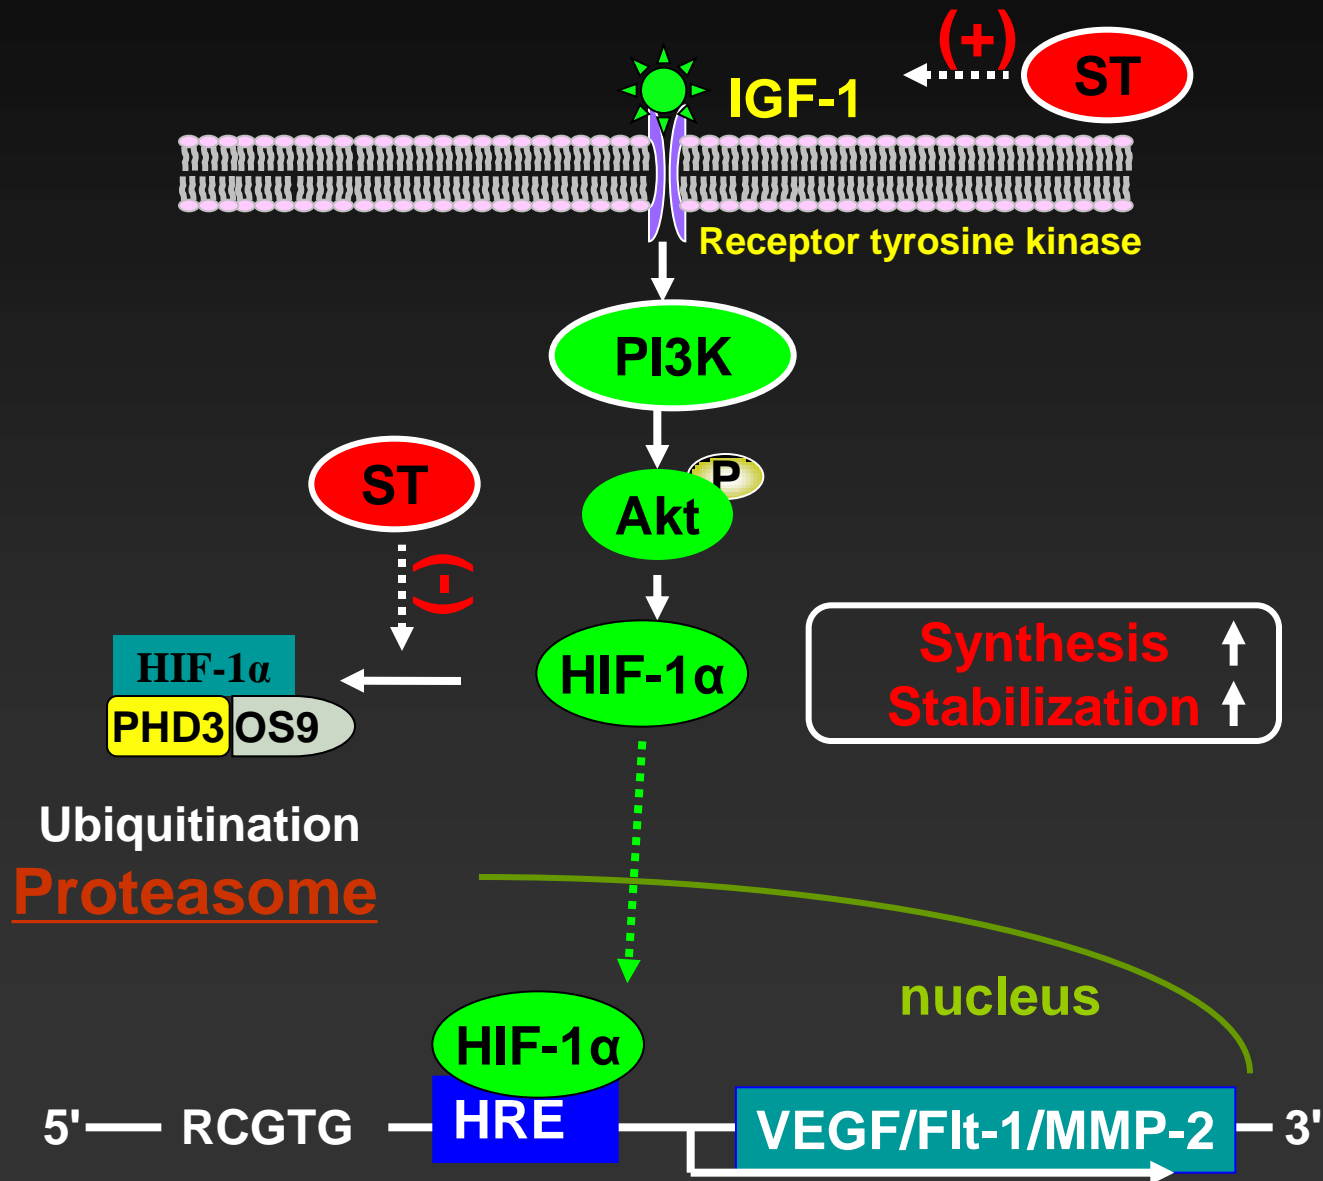 (+)
ST
IGF-1
Receptor tyrosine kinase
PI3K
ST
P
Akt
(-)
HIF-1α
HIF-1α
Synthesis
Stabilization
PHD3 OS9
Ubiquitination
Proteasome
nucleus
HIF-1α
5' RCGTG HRE VEGF/Flt-1/MMP-2 3'